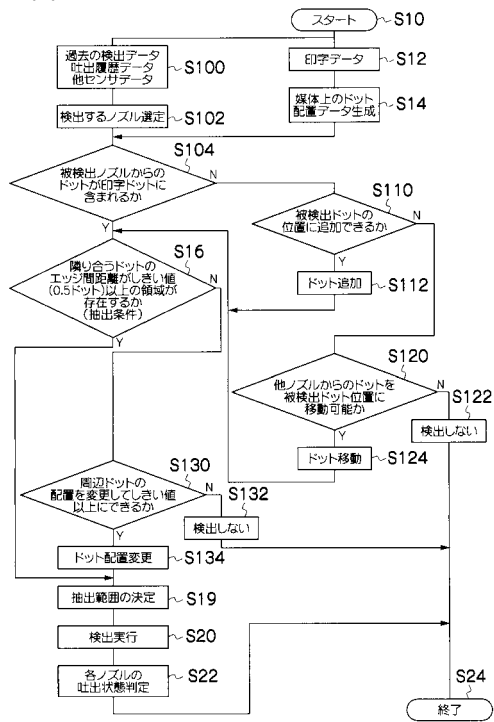 スタート
S10
過去の検出データ
吐出履歴データ
他センサデータ
S100
印字データ
S12
検出するノズル選定
S102
媒体上のドット
配置データ生成
S14
S104
被検出ノズルからの
ドットが印字ドットに
含まれるか
N
Y
S110
被検出ドットの
位置に追加できるか
N
Y
S16
隣り合うドットの
エッジ間距離がしきい値
(0.5ドット)以上の領域が
存在するか
(抽出条件)
N
Y
ドット追加
S112
S120
他ノズルからのドットを
被検出ドット位置に
移動可能か
N
Y
S122
検出しない
ドット移動
S124
S130
周辺ドットの
配置を変更してしきい値
以上にできるか
N
Y
S132
検出しない
ドット配置変更
S134
抽出範囲の決定
S19
検出実行
S20
各ノズルの
吐出状態判定
S22
S24
終了